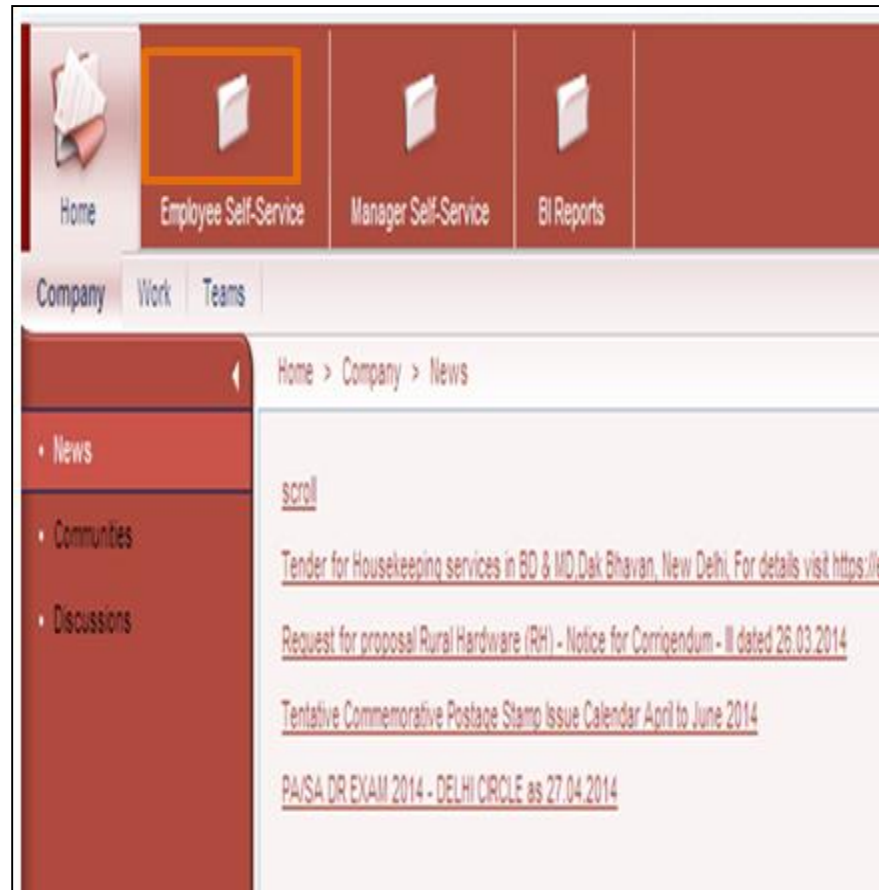 Home
Employee Self-Service
Manager Self-Service
BI Reports
Company
Work
Teams
Home > Company > News
• News
• Communities
• Discussions
scroll
Tender for Housekeeping services in BD & MD,Dak Bhavan, New Delhi, For details visit https://e
Request for proposal Rural Hardware (RH) - Notice for Corrigendum - II dated 26.03.2014
Tentative Commemorative Postage Stamp Issue Calendar April to June 2014
PA/SA DR EXAM 2014 - DELHI CIRCLE as 27.04.2014